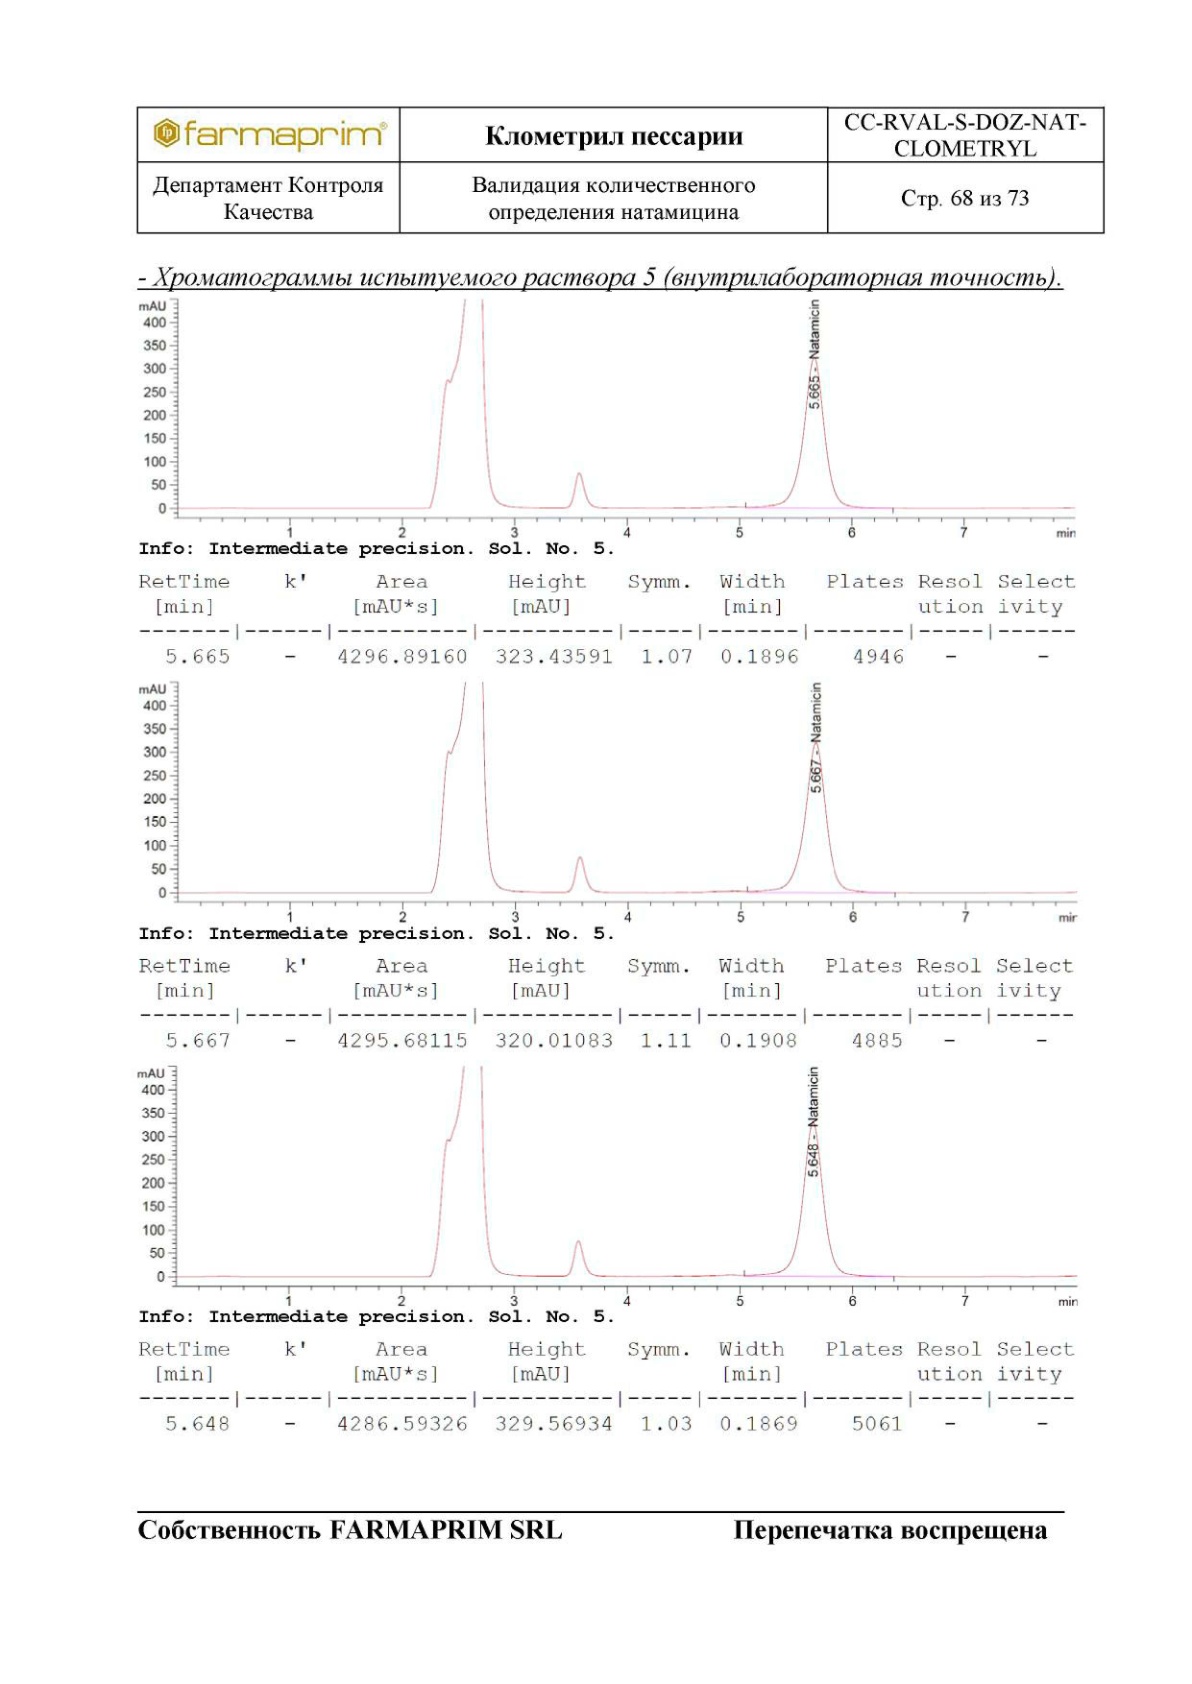 farmaprim®
Клометрил пессарии
CC-RVAL-S-DOZ-NAT-
CLOMETRYL
Департамент Контроля
Качества
Валидация количественного
определения натамицина
Стр. 68 из 73
- Хроматограммы испытуемого раствора 5 (внутрилабораторная точность).
mAU
400
350
300
250
200
150
100
50
0
5.665 - Natamicin
1 2 3 4 5 6 7 min
Info: Intermediate precision. Sol. No. 5.
RetTime k' Area Height Symm. Width Plates Resol Select
[min] [mAU*s] [mAU] [min] ution ivity
-------|------|----------|----------|-----|-------|-------|-----|------
5.665 - 4296.89160 323.43591 1.07 0.1896 4946 - -
mAU
400
350
300
250
200
150
100
50
0
5.667 - Natamicin
1 2 3 4 5 6 7 min
Info: Intermediate precision. Sol. No. 5.
RetTime k' Area Height Symm. Width Plates Resol Select
[min] [mAU*s] [mAU] [min] ution ivity
-------|------|----------|----------|-----|-------|-------|-----|------
5.667 - 4295.68115 320.01083 1.11 0.1908 4885 - -
mAU
400
350
300
250
200
150
100
50
0
5.648 - Natamicin
1 2 3 4 5 6 7 min
Info: Intermediate precision. Sol. No. 5.
RetTime k' Area Height Symm. Width Plates Resol Select
[min] [mAU*s] [mAU] [min] ution ivity
-------|------|----------|----------|-----|-------|-------|-----|------
5.648 - 4286.59326 329.56934 1.03 0.1869 5061 - -
Собственность FARMAPRIM SRL Перепечатка воспрещена